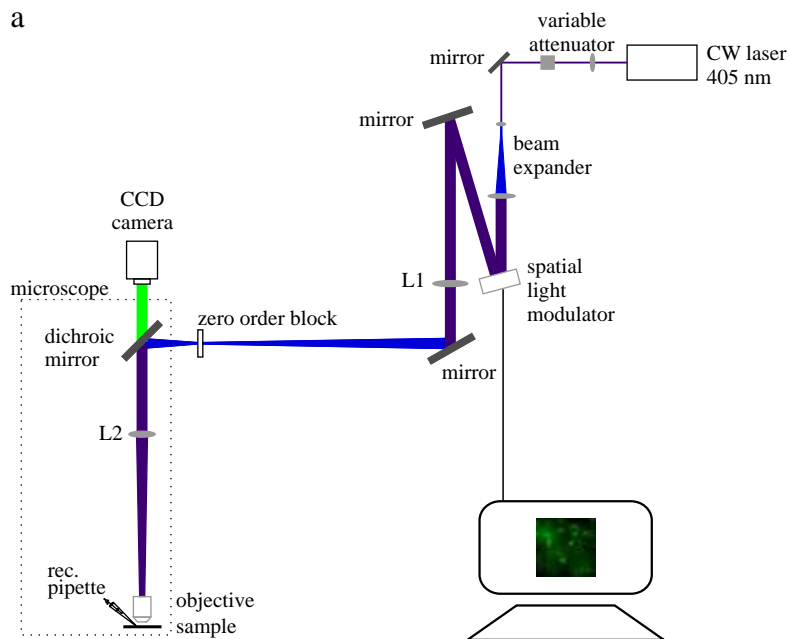 a
variable
attenuator
CW laser
405 nm
mirror
mirror
beam
expander
CCD
camera
L1
spatial
light
modulator
microscope
zero order block
dichroic
mirror
mirror
L2
rec.
pipette
objective
sample